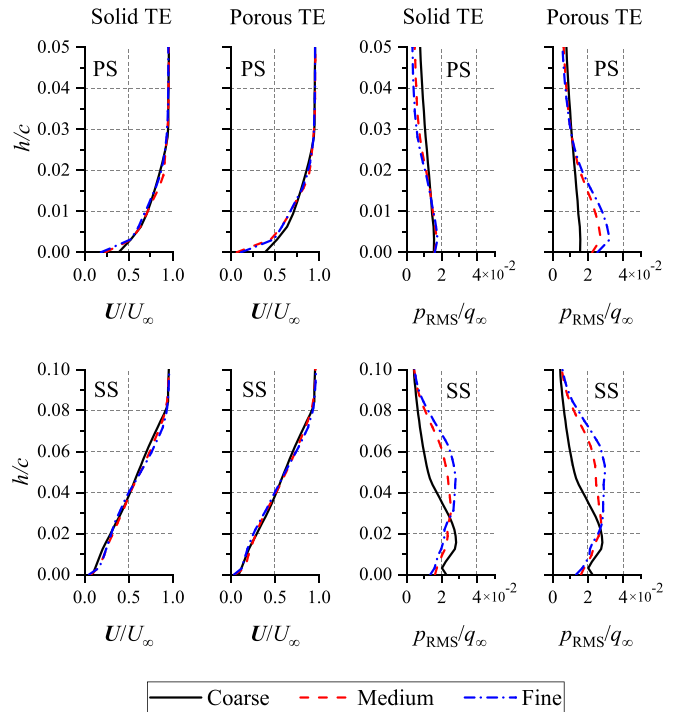 Solid TE Porous TE Solid TE Porous TE
0.05 PS PS PS PS
0.04
0.03
h/c
0.02
0.01
0.00
0.0 0.5 1.0 0.0 0.5 1.0 0 2 4×10⁻² 0 2 4×10⁻²
U/U∞ U/U∞ pRMS/q∞ pRMS/q∞
0.10 SS SS SS SS
0.08
0.06
h/c
0.04
0.02
0.00
0.0 0.5 1.0 0.0 0.5 1.0 0 2 4×10⁻² 0 2 4×10⁻²
U/U∞ U/U∞ pRMS/q∞ pRMS/q∞
Coarse Medium Fine